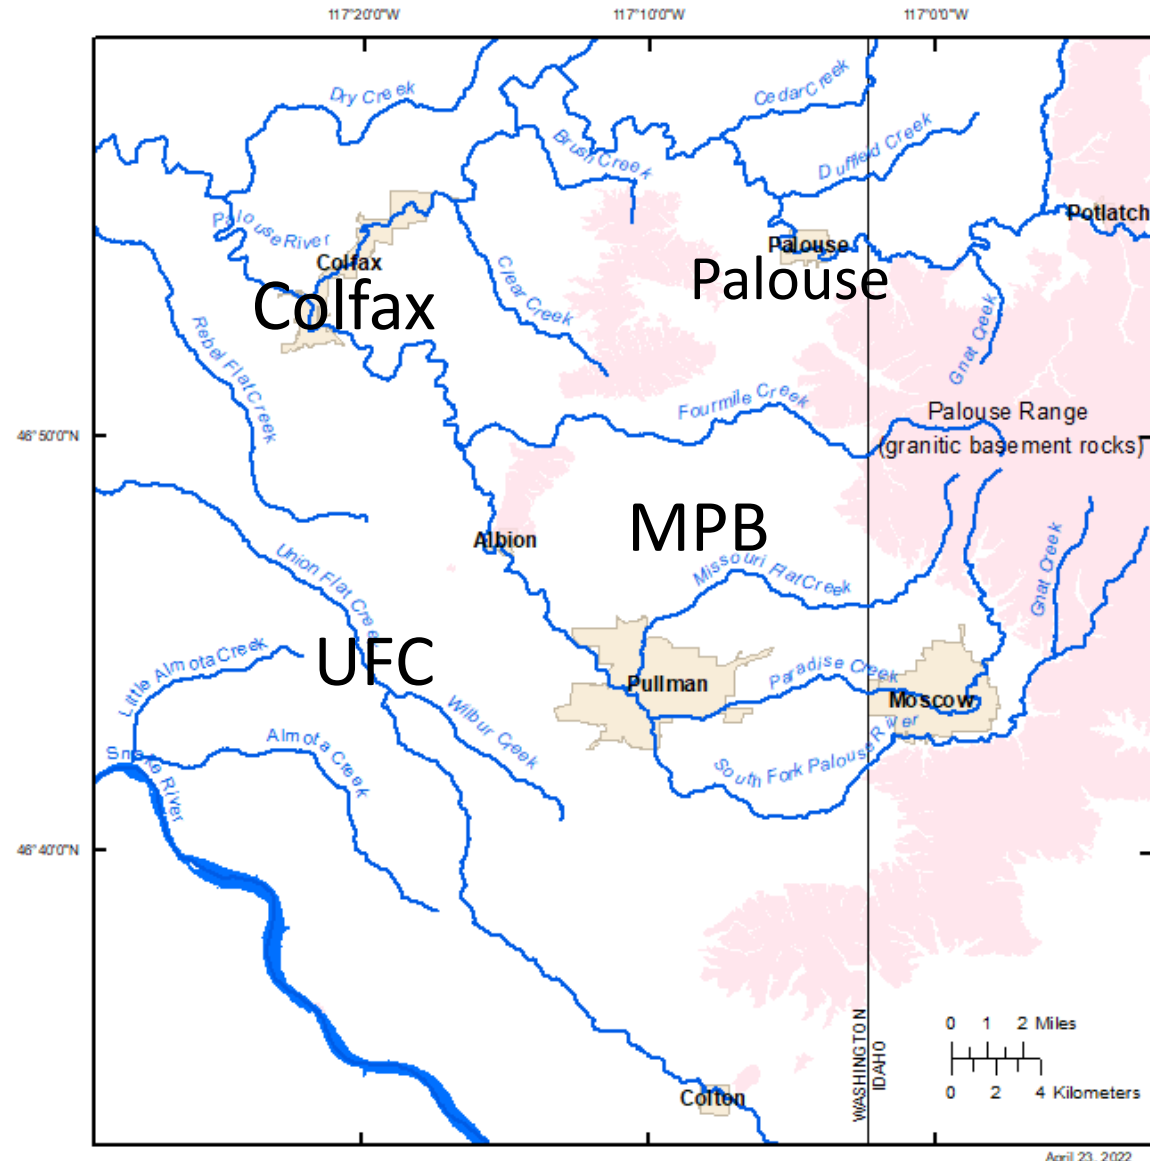 117°20'0"W
117°10'0"W
117°0'0"W
Dry Creek
Cedar Creek
Brush Creek
Duffield Creek
Palouse River
Potlatch
Palouse
Colfax
Palouse
Colfax
Clear Creek
Gnat Creek
Rebel Flat Creek
Fourmile Creek
Palouse Range
46°50'0"N
(granitic basement rocks)
MPB
Albion
Union Flat Creek
Missouri Flat Creek
Gnat Creek
UFC
Little Almota Creek
Pullman
Paradise Creek
Moscow
Wilbur Creek
South Fork Palouse River
Almota Creek
Snake River
46°40'0"N
WASHINGTON
IDAHO
0 1 2 Miles
0 2 4 Kilometers
Colton
April 23, 2022